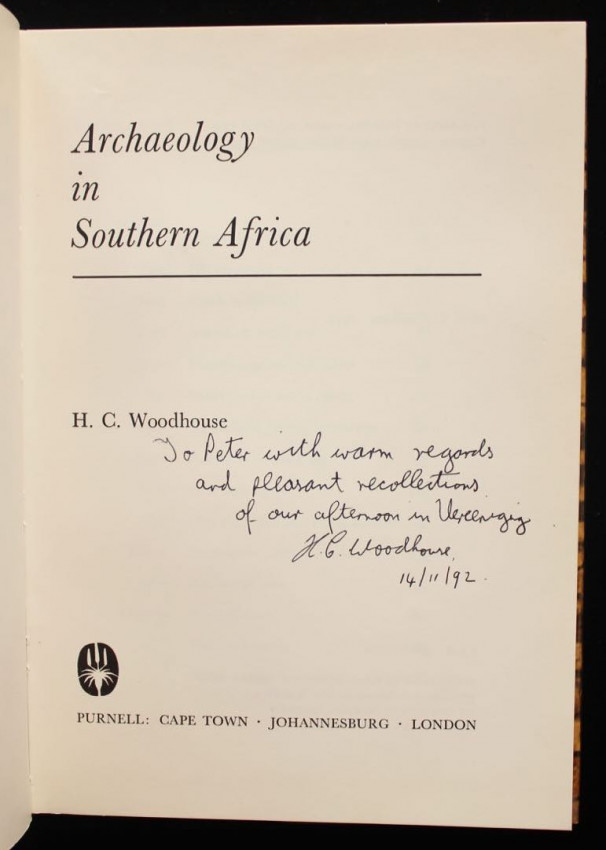 Archaeology
in
Southern Africa
H. C. Woodhouse
To Peter with warm regards
and pleasant recollections
of our afternoon in Vereeniging
H.C. Woodhouse.
14/11/92.
PURNELL: CAPE TOWN · JOHANNESBURG · LONDON